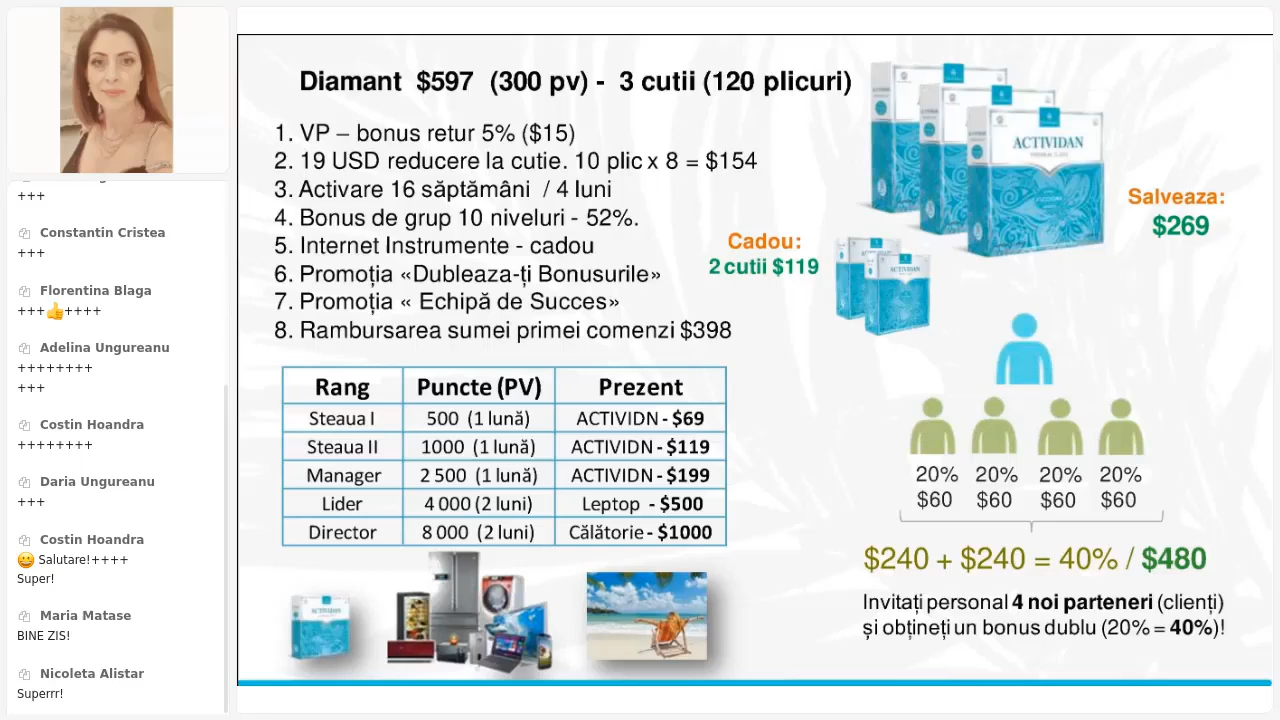 +++
Constantin Cristea
+++
Florentina Blaga
+++👍++++
Adelina Ungureanu
++++++++
+++
Costin Hoandra
++++++++
Daria Ungureanu
+++
Costin Hoandra
😀 Salutare!++++
Super!
Maria Matase
BINE ZIS!
Nicoleta Alistar
Superrr!
Diamant $597 (300 pv) - 3 cutii (120 plicuri)
1. VP – bonus retur 5% ($15)
2. 19 USD reducere la cutie. 10 plic x 8 = $154
3. Activare 16 săptămâni / 4 luni
4. Bonus de grup 10 niveluri - 52%.
5. Internet Instrumente - cadou
6. Promoția «Dubleaza-ți Bonusurile»
7. Promoția « Echipă de Succes»
8. Rambursarea sumei primei comenzi $398
ACTIVIDAN
Salveaza:
$269
Cadou:
2 cutii $119
Rang Puncte (PV) Prezent
Steaua I 500 (1 lună) ACTIVIDN - $69
Steaua II 1000 (1 lună) ACTIVIDN - $119
Manager 2 500 (1 lună) ACTIVIDN - $199
Lider 4 000 (2 luni) Leptop - $500
Director 8 000 (2 luni) Călătorie - $1000
ACTIVIDAN
20% 20% 20% 20%
$60 $60 $60 $60
$240 + $240 = 40% / $480
Invitați personal 4 noi parteneri (clienți)
și obțineți un bonus dublu (20% = 40%)!